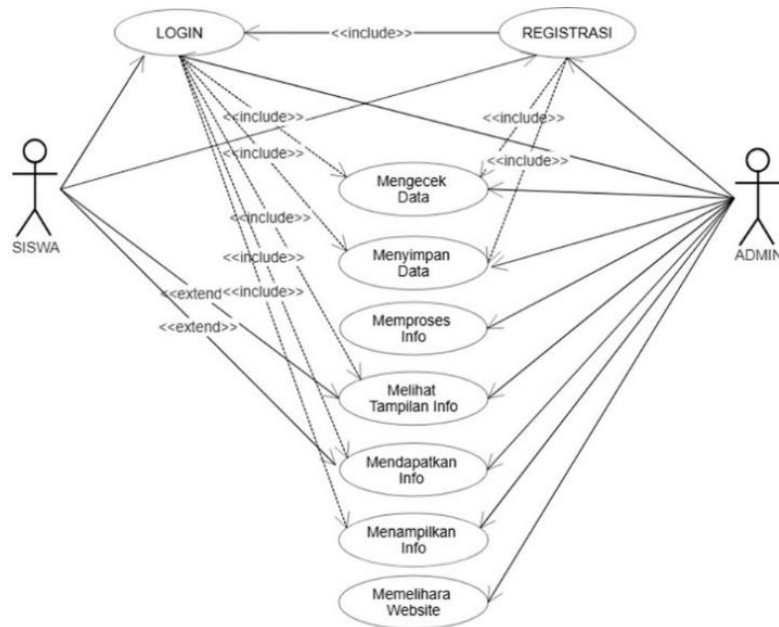 LOGIN
<<include>>
REGISTRASI
<<include>>
<<include>>
<<include>>
<<include>>
Mengecek
Data
SISWA
ADMIN
<<include>>
Menyimpan
Data
<<include>>
<<extend
<<include>>
<<extend>>
Memproses
Info
Melihat
Tampilan Info
Mendapatkan
Info
Menampilkan
Info
Memelihara
Website